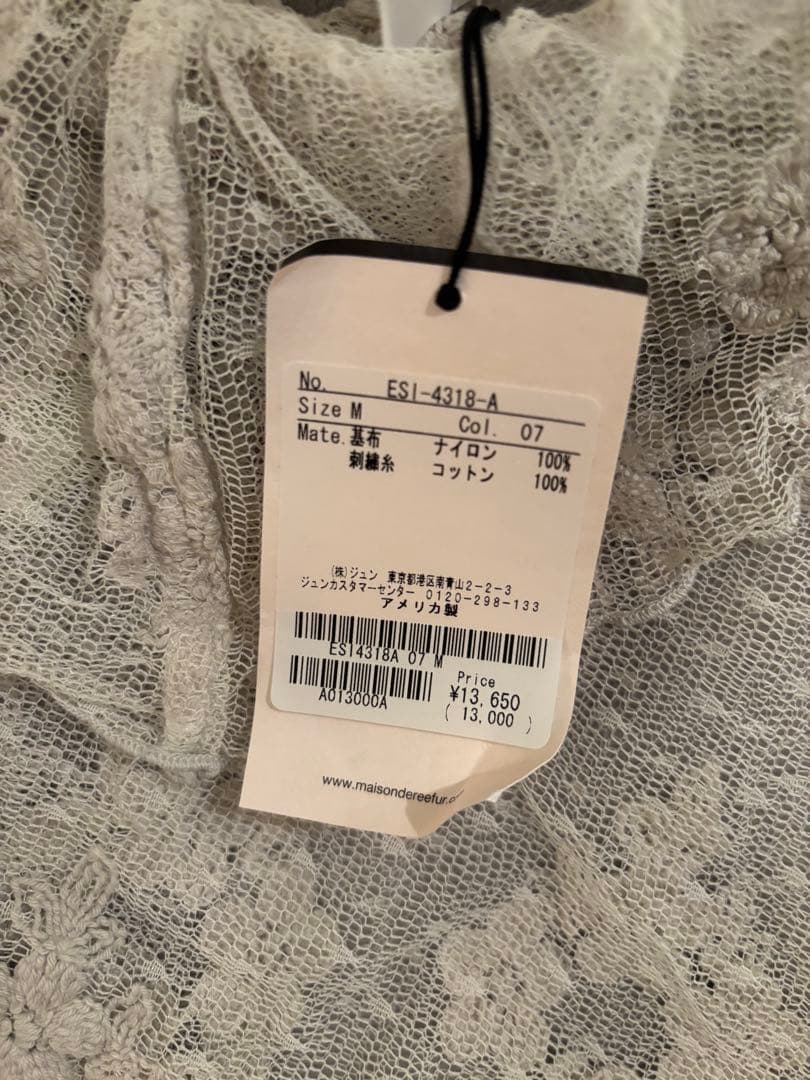 No. ESI-4318-A
Size M Col. 07
Mate.基布 ナイロン 100%
刺繍糸 コットン 100%
(株)ジュン 東京都港区南青山2-2-3
ジュンカスタマーセンター 0120-298-133
アメリカ製
ESI4318A 07 M
Price
A013000A ¥13,650
( 13,000 )
www.maisondereefur.c